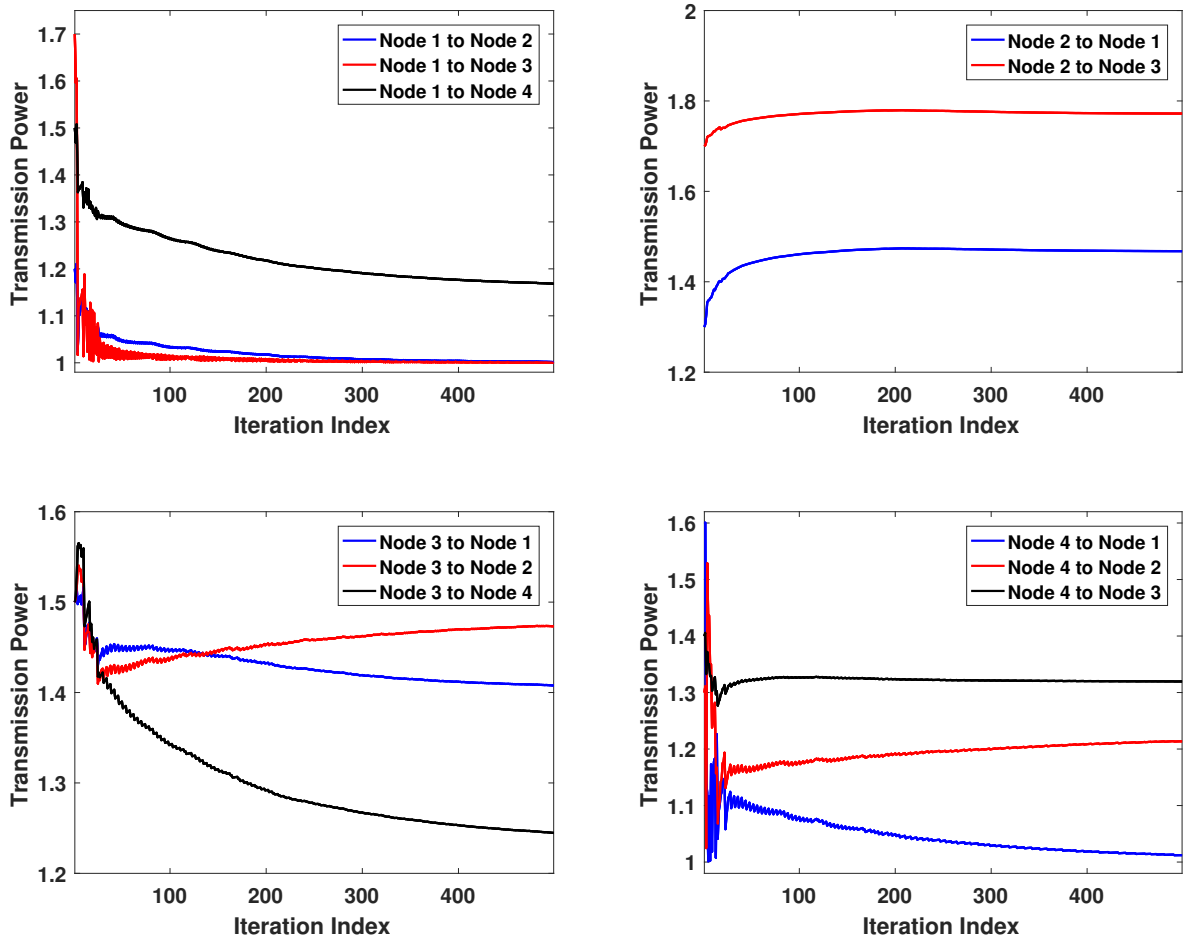 Transmission Power
1.7
1.6
1.5
1.4
1.3
1.2
1.1
1
100
200
300
400
Iteration Index
Node 1 to Node 2
Node 1 to Node 3
Node 1 to Node 4
Transmission Power
2
1.8
1.6
1.4
1.2
100
200
300
400
Iteration Index
Node 2 to Node 1
Node 2 to Node 3
Transmission Power
1.6
1.5
1.4
1.3
1.2
100
200
300
400
Iteration Index
Node 3 to Node 1
Node 3 to Node 2
Node 3 to Node 4
Transmission Power
1.6
1.5
1.4
1.3
1.2
1.1
1
100
200
300
400
Iteration Index
Node 4 to Node 1
Node 4 to Node 2
Node 4 to Node 3